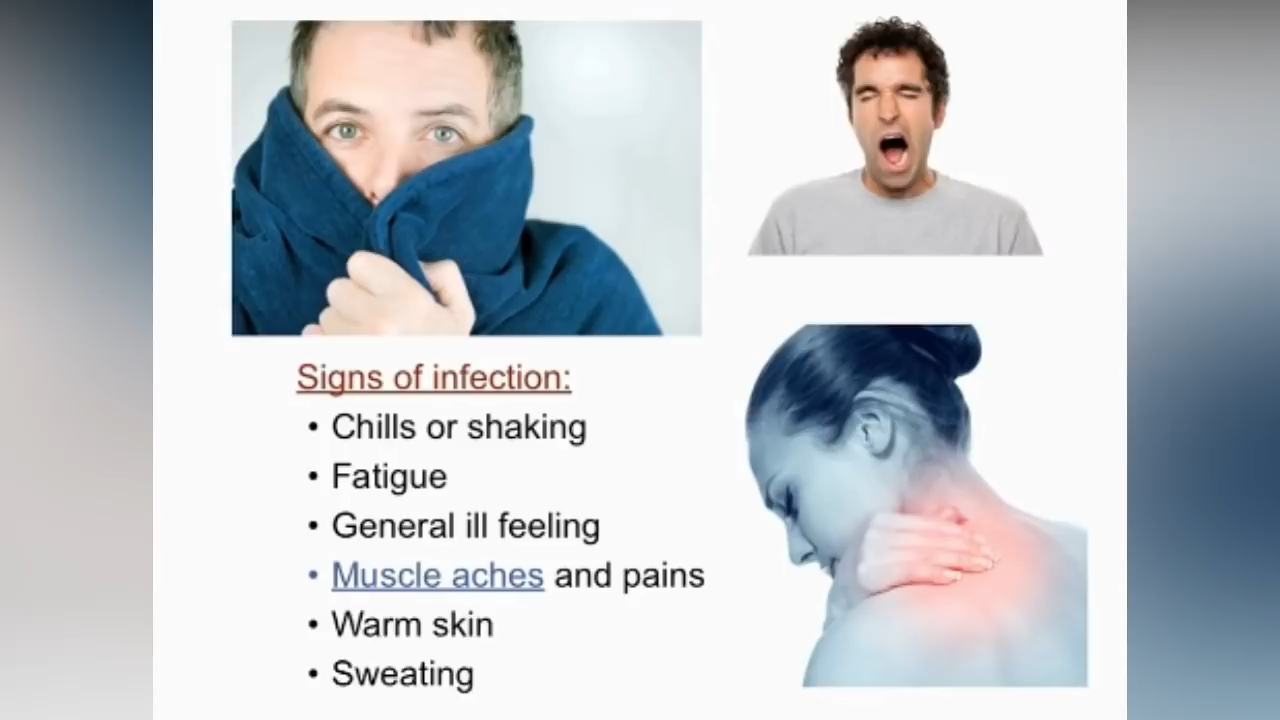 Signs of infection:
• Chills or shaking
• Fatigue
• General ill feeling
• Muscle aches and pains
• Warm skin
• Sweating